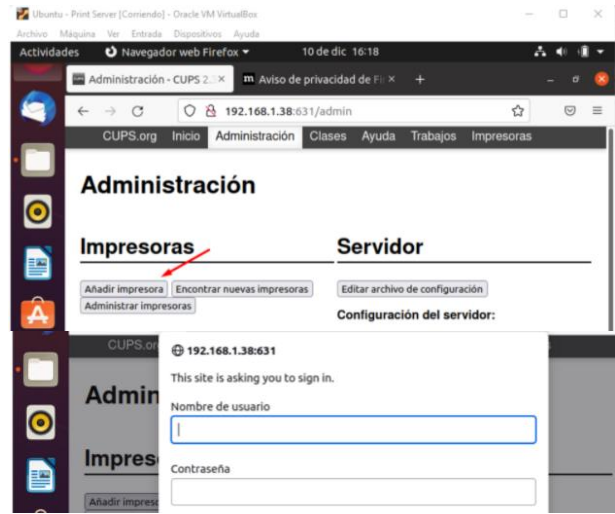 Ubuntu - Print Server [Corriendo] - Oracle VM VirtualBox
Archivo Máquina Ver Entrada Dispositivos Ayuda
Actividades Navegador web Firefox 10 de dic 16:18
Administración - CUPS 2. Aviso de privacidad de Fi
192.168.1.38:631/admin
CUPS.org Inicio Administración Clases Ayuda Trabajos Impresoras
Administración
Impresoras Servidor
Añadir impresora Encontrar nuevas impresoras Editar archivo de configuración
Administrar impresoras
Configuración del servidor:
CUPS.or
192.168.1.38:631
This site is asking you to sign in.
Admin
Nombre de usuario
Impres
Contraseña
Añadir impreso